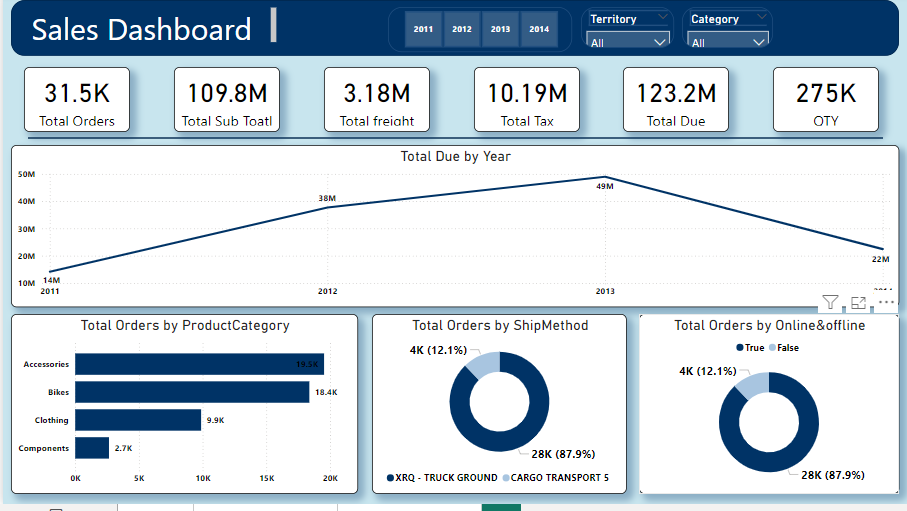 Sales Dashboard
2011 2012 2013 2014
Territory
All
Category
All
31.5K
Total Orders
109.8M
Total Sub Toatl
3.18M
Total freight
10.19M
Total Tax
123.2M
Total Due
275K
QTY
Total Due by Year
50M
40M
30M
20M
10M
14M
38M
49M
22M
2011 2012 2013
Total Orders by ProductCategory
Accessories 19.5K
Bikes 18.4K
Clothing 9.9K
Components 2.7K
0K 5K 10K 15K 20K
Total Orders by ShipMethod
4K (12.1%)
28K (87.9%)
XRQ - TRUCK GROUND CARGO TRANSPORT 5
Total Orders by Online&offline
True False
4K (12.1%)
28K (87.9%)